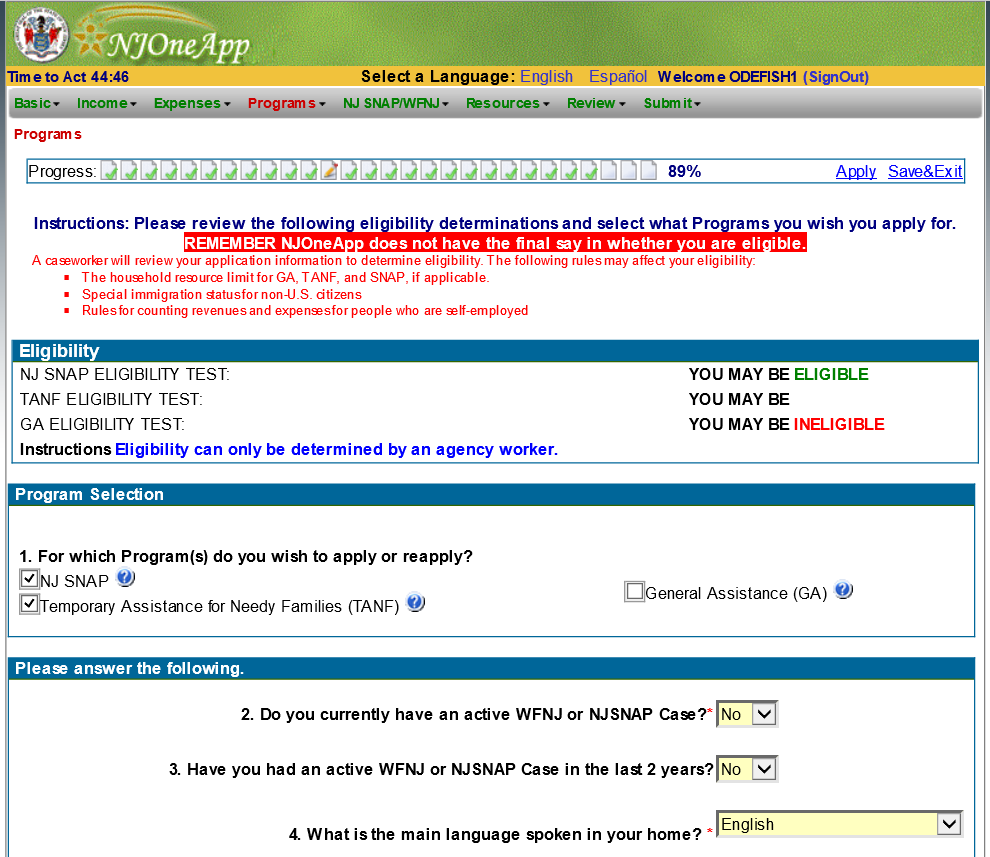 NJOneApp
Time to Act 44:46 Select a Language: English Español Welcome ODEFISH1 (SignOut)
Basic Income Expenses Programs NJ SNAP/WFNJ Resources Review Submit
Programs
Progress: 89% Apply Save&Exit
Instructions: Please review the following eligibility determinations and select what Programs you wish you apply for.
REMEMBER NJOneApp does not have the final say in whether you are eligible.
A caseworker will review your application information to determine eligibility. The following rules may affect your eligibility:
The household resource limit for GA, TANF, and SNAP, if applicable.
Special immigration status for non-U.S. citizens
Rules for counting revenues and expenses for people who are self-employed
Eligibility
NJ SNAP ELIGIBILITY TEST: YOU MAY BE ELIGIBLE
TANF ELIGIBILITY TEST: YOU MAY BE
GA ELIGIBILITY TEST: YOU MAY BE INELIGIBLE
Instructions Eligibility can only be determined by an agency worker.
Program Selection
1. For which Program(s) do you wish to apply or reapply?
NJ SNAP ?
General Assistance (GA) ?
Temporary Assistance for Needy Families (TANF) ?
Please answer the following.
2. Do you currently have an active WFNJ or NJSNAP Case?* No
3. Have you had an active WFNJ or NJSNAP Case in the last 2 years? No
4. What is the main language spoken in your home? * English